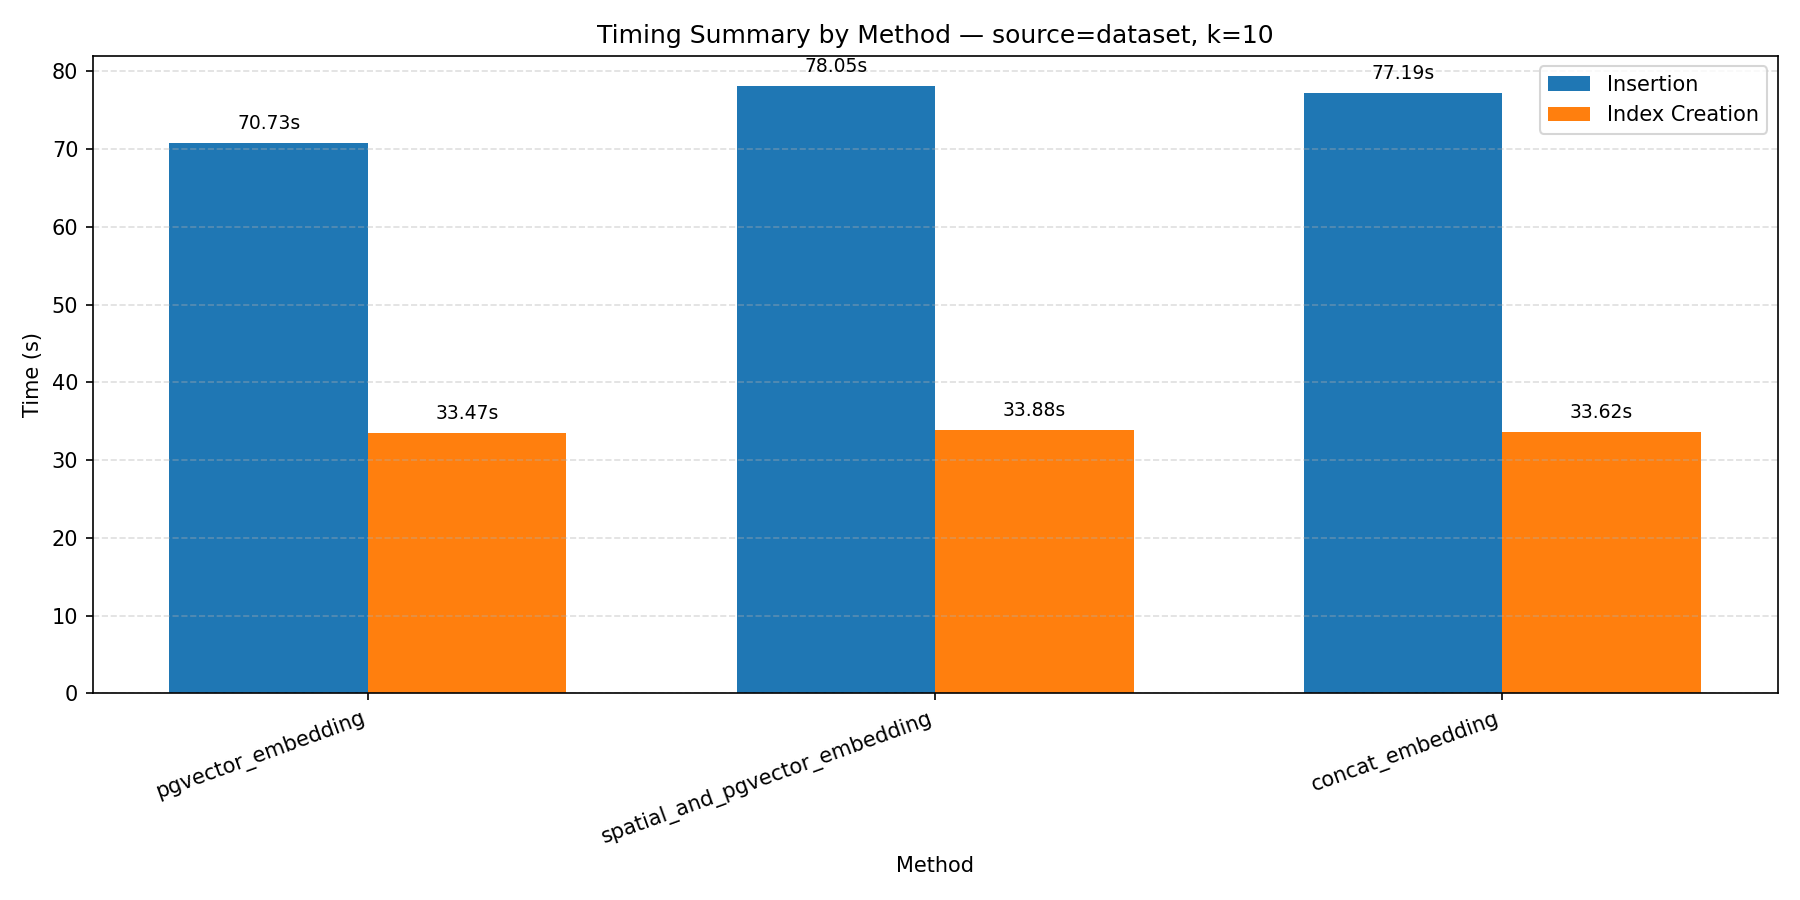 Timing Summary by Method — source=dataset, k=10
Time (s)
80
70
60
50
40
30
20
10
0
70.73s
33.47s
78.05s
33.88s
77.19s
33.62s
Insertion
Index Creation
pgvector_embedding
spatial_and_pgvector_embedding
concat_embedding
Method